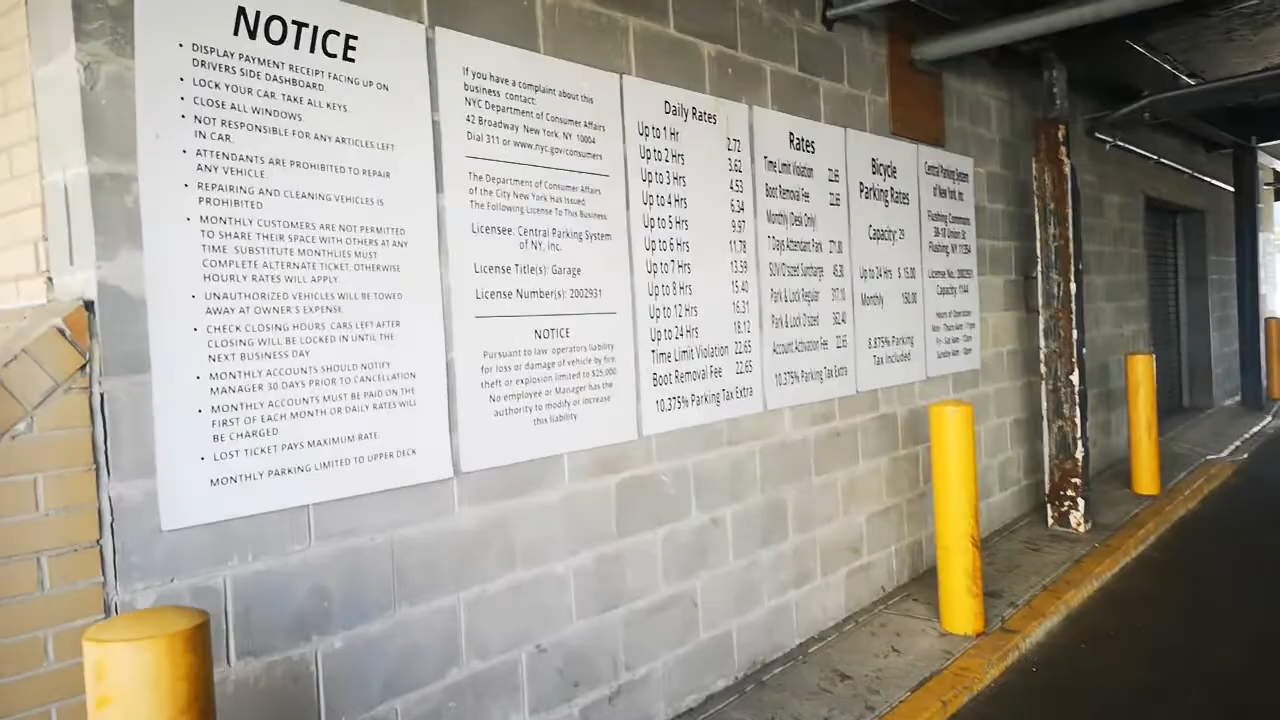 NOTICE
• DISPLAY PAYMENT RECEIPT FACING UP ON
DRIVERS SIDE DASHBOARD.
• LOCK YOUR CAR. TAKE ALL KEYS.
• CLOSE ALL WINDOWS.
• NOT RESPONSIBLE FOR ANY ARTICLES LEFT
IN CAR.
• ATTENDANTS ARE PROHIBITED TO REPAIR
ANY VEHICLE.
• REPAIRING AND CLEANING VEHICLES IS
PROHIBITED
• MONTHLY CUSTOMERS ARE NOT PERMITTED
TO SHARE THEIR SPACE WITH OTHERS AT ANY
TIME. SUBSTITUTE MONTHLIES MUST
COMPLETE ALTERNATE TICKET, OTHERWISE
HOURLY RATES WILL APPLY.
• UNAUTHORIZED VEHICLES WILL BE TOWED
AWAY AT OWNER'S EXPENSE.
• CHECK CLOSING HOURS CARS LEFT AFTER
CLOSING WILL BE LOCKED IN UNTIL THE
NEXT BUSINESS DAY
• MONTHLY ACCOUNTS SHOULD NOTIFY
MANAGER 30 DAYS PRIOR TO CANCELLATION
• MONTHLY ACCOUNTS MUST BE PAID ON THE
FIRST OF EACH MONTH OR DAILY RATES WILL
BE CHARGED
• LOST TICKET PAYS MAXIMUM RATE.
MONTHLY PARKING LIMITED TO UPPER DECK
If you have a complaint about this
business contact:
NYC Department of Consumer Affairs
42 Broadway New York, NY 10004
Dial 311 or www.nyc.gov/consumers
The Department of Consumer Affairs
of the City New York Has Issued
The Following License To This Business
Licensee: Central Parking System
of NY, Inc.
License Title(s): Garage
License Number(s): 2002931
NOTICE
Pursuant to law operators liability
for loss or damage of vehicle by fire
theft or explosion limited to $25,000
No employee or Manager has the
authority to modify or increase
this liability
Daily Rates
Up to 1 Hr 2.72
Up to 2 Hrs 3.62
Up to 3 Hrs 4.53
Up to 4 Hrs 6.34
Up to 5 Hrs 9.97
Up to 6 Hrs 11.78
Up to 7 Hrs 13.59
Up to 8 Hrs 15.40
Up to 12 Hrs 16.31
Up to 24 Hrs 18.12
Time Limit Violation 22.65
Boot Removal Fee 22.65
10.375% Parking Tax Extra
Rates
Time Limit Violation 22.65
Boot Removal Fee 22.65
Monthly (Desk Only)
7 Days Attendant Park 271.80
SUV/O'sized Surcharge 45.30
Park & Lock Regular 317.10
Park & Lock O'sized 362.40
Account Activation Fee 22.65
10.375% Parking Tax Extra
Bicycle
Parking Rates
Capacity: 29
Up to 24 Hrs $ 15.00
Monthly 150.00
8.875% Parking
Tax Included
Central Parking System
of New York, Inc
Flushing Commons
38-18 Union St
Flushing, NY 11354
License No.: 2002931
Capacity: 1144
Hours of Operation